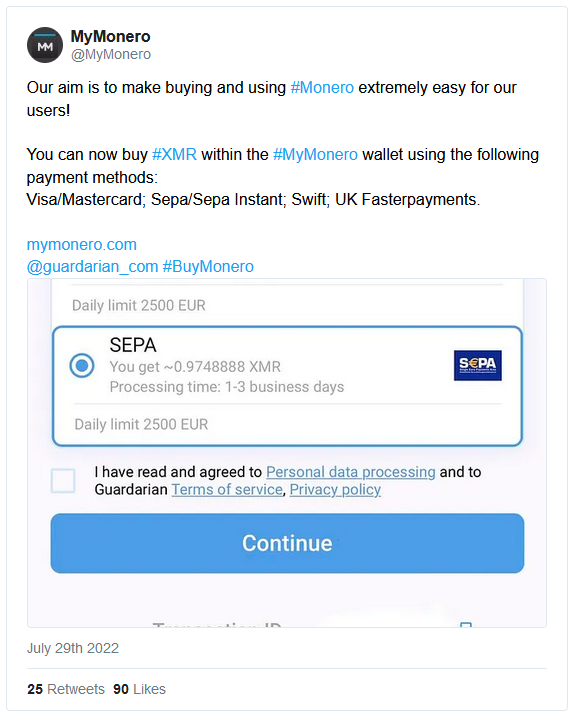 MyMonero
@MyMonero
Our aim is to make buying and using #Monero extremely easy for our
users!
You can now buy #XMR within the #MyMonero wallet using the following
payment methods:
Visa/Mastercard; Sepa/Sepa Instant; Swift; UK Fasterpayments.
mymonero.com
@guardarian_com #BuyMonero
Daily limit 2500 EUR
SEPA
You get ~0.9748888 XMR
S€PA
Processing time: 1-3 business days
Daily limit 2500 EUR
I have read and agreed to Personal data processing and to
Guardarian Terms of service, Privacy policy
Continue
Transaction ID
July 29th 2022
25 Retweets 90 Likes